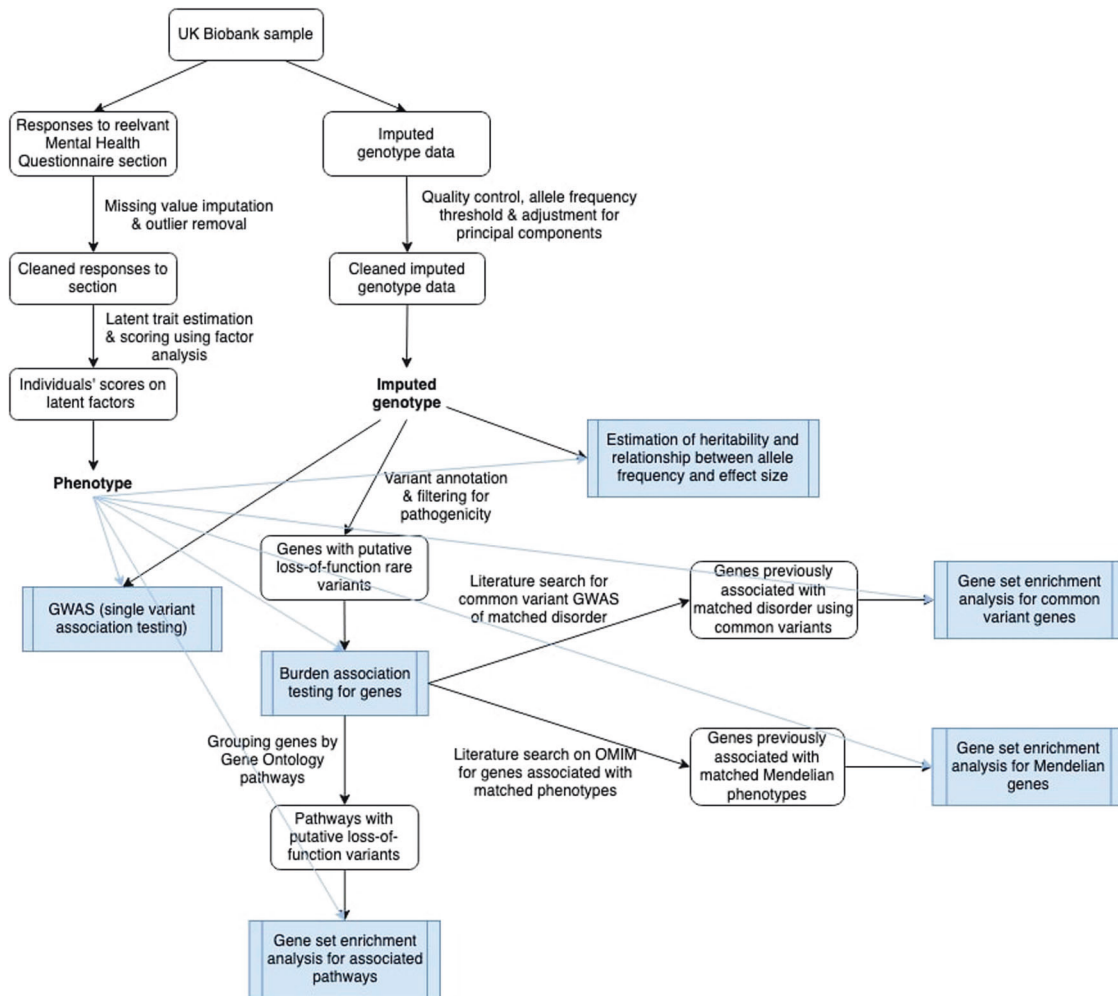 UK Biobank sample
Responses to reelvant
Mental Health
Questionnaire section
Imputed
genotype data
Missing value imputation
& outlier removal
Quality control, allele frequency
threshold & adjustment for
principal components
Cleaned responses to
section
Cleaned imputed
genotype data
Latent trait estimation
& scoring using factor
analysis
Individuals' scores on
latent factors
Imputed
genotype
Phenotype
Estimation of heritability and
relationship between allele
frequency and effect size
Variant annotation
& filtering for
pathogenicity
Genes with putative
loss-of-function rare
variants
GWAS (single variant
association testing)
Literature search for
common variant GWAS
of matched disorder
Genes previously
associated with
matched disorder using
common variants
Gene set enrichment
analysis for common
variant genes
Burden association
testing for genes
Grouping genes by
Gene Ontology
pathways
Literature search on OMIM
for genes associated with
matched phenotypes
Genes previously
associated with
matched Mendelian
phenotypes
Gene set enrichment
analysis for Mendelian
genes
Pathways with
putative loss-of-
function variants
Gene set enrichment
analysis for associated
pathways